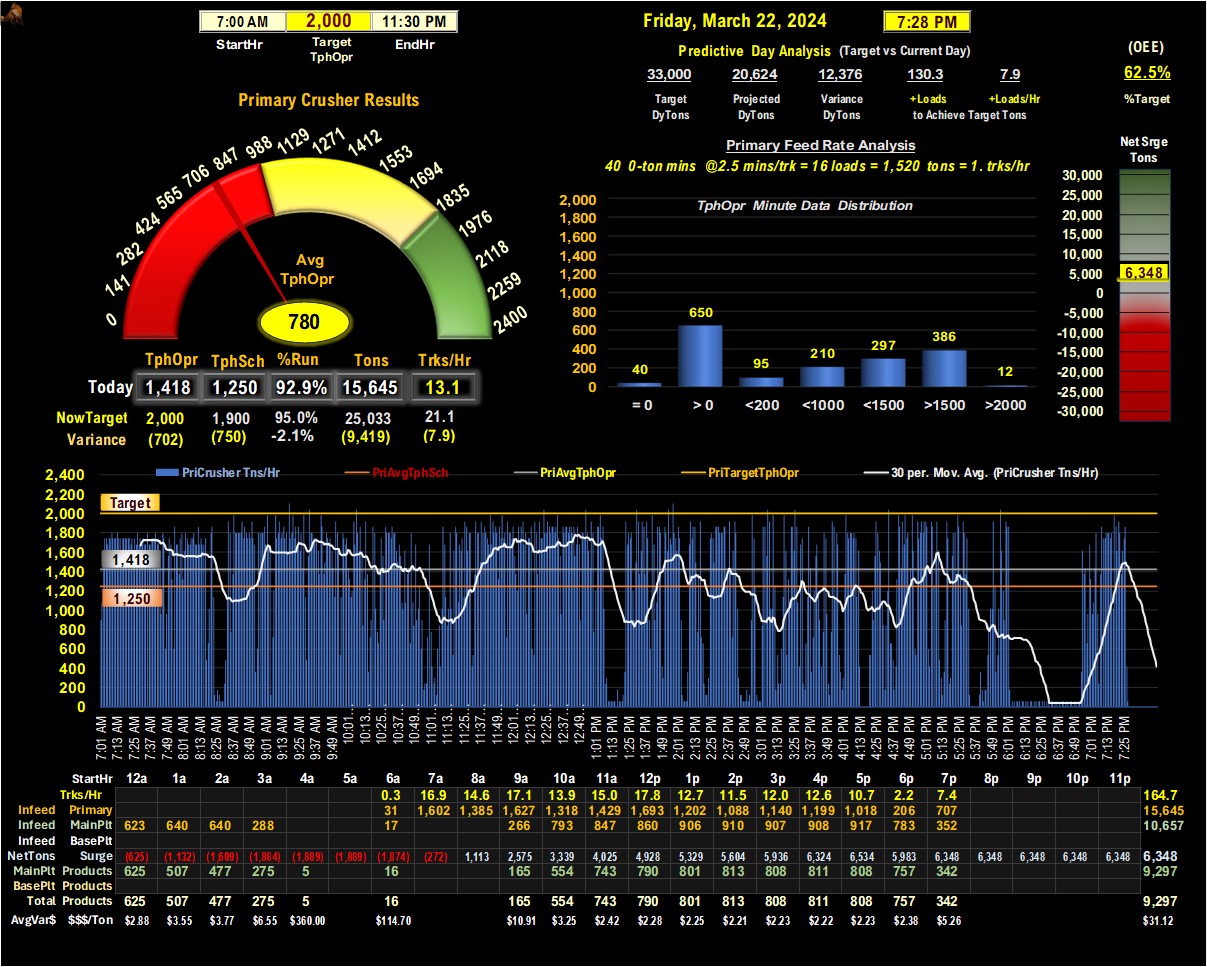 7:00 AM 2,000 11:30 PM
StartHr Target TphOpr EndHr
Friday, March 22, 2024 7:28 PM
Predictive Day Analysis (Target vs Current Day)
33,000 20,624 12,376 130.3 7.9
Target DyTons Projected DyTons Variance DyTons +Loads +Loads/Hr
to Achieve Target Tons
(OEE)
62.5%
%Target
Primary Crusher Results
0 141 282 424 565 706 847 988 1129 1271 1412 1553 1694 1835 1976 2118 2259 2400
Avg
TphOpr
780
TphOpr TphSch %Run Tons Trks/Hr
Today 1,418 1,250 92.9% 15,645 13.1
NowTarget 2,000 1,900 95.0% 25,033 21.1
Variance (702) (750) -2.1% (9,419) (7.9)
Primary Feed Rate Analysis
40 0-ton mins @2.5 mins/trk = 16 loads = 1,520 tons = 1. trks/hr
TphOpr Minute Data Distribution
2,000
1,800
1,600
1,400
1,200
1,000
800
600
400
200
0
40 650 95 210 297 386 12
= 0 > 0 <200 <1000 <1500 >1500 >2000
Net Srge
Tons
30,000
25,000
20,000
15,000
10,000
5,000
0
-5,000
-10,000
-15,000
-20,000
-25,000
-30,000
6,348
PriCrusher Tns/Hr PriAvgTphSch PriAvgTphOpr PriTargetTphOpr 30 per. Mov. Avg. (PriCrusher Tns/Hr)
2,400
2,200
2,000
1,800
1,600
1,400
1,200
1,000
800
600
400
200
0
Target
1,418
1,250
7:01 AM 7:13 AM 7:25 AM 7:37 AM 7:49 AM 8:01 AM 8:13 AM 8:25 AM 8:37 AM 8:49 AM 9:01 AM 9:13 AM 9:25 AM 9:37 AM 9:49 AM 10:01… 10:13… 10:25… 10:37… 10:49… 11:01… 11:13… 11:25… 11:37… 11:49… 12:01… 12:13… 12:25… 12:37… 12:49… 1:01 PM 1:13 PM 1:25 PM 1:37 PM 1:49 PM 2:01 PM 2:13 PM 2:25 PM 2:37 PM 2:49 PM 3:01 PM 3:13 PM 3:25 PM 3:37 PM 3:49 PM 4:01 PM 4:13 PM 4:25 PM 4:37 PM 4:49 PM 5:01 PM 5:13 PM 5:25 PM 5:37 PM 5:49 PM 6:01 PM 6:13 PM 6:25 PM 6:37 PM 6:49 PM 7:01 PM 7:13 PM 7:25 PM
StartHr 12a 1a 2a 3a 4a 5a 6a 7a 8a 9a 10a 11a 12p 1p 2p 3p 4p 5p 6p 7p 8p 9p 10p 11p
Trks/Hr 0.3 16.9 14.6 17.1 13.9 15.0 17.8 12.7 11.5 12.0 12.6 10.7 2.2 7.4 164.7
Infeed Primary 31 1,602 1,385 1,627 1,318 1,429 1,693 1,202 1,088 1,140 1,199 1,018 206 707 15,645
Infeed MainPlt 623 640 640 288 17 266 793 847 860 906 910 907 908 917 783 352 10,657
Infeed BasePlt
NetTons Surge (625) (1,132) (1,609) (1,884) (1,889) (1,889) (1,874) (272) 1,113 2,575 3,339 4,025 4,928 5,329 5,604 5,936 6,324 6,534 5,983 6,348 6,348 6,348 6,348 6,348 6,348
MainPlt Products 625 507 477 275 5 16 165 554 743 790 801 813 808 811 808 757 342 9,297
BasePlt Products
Total Products 625 507 477 275 5 16 165 554 743 790 801 813 808 811 808 757 342 9,297
AvgVar$ $$$/Ton $2.88 $3.55 $3.77 $6.55 $360.00 $114.70 $10.91 $3.25 $2.42 $2.28 $2.25 $2.21 $2.23 $2.22 $2.23 $2.38 $5.26 $31.12